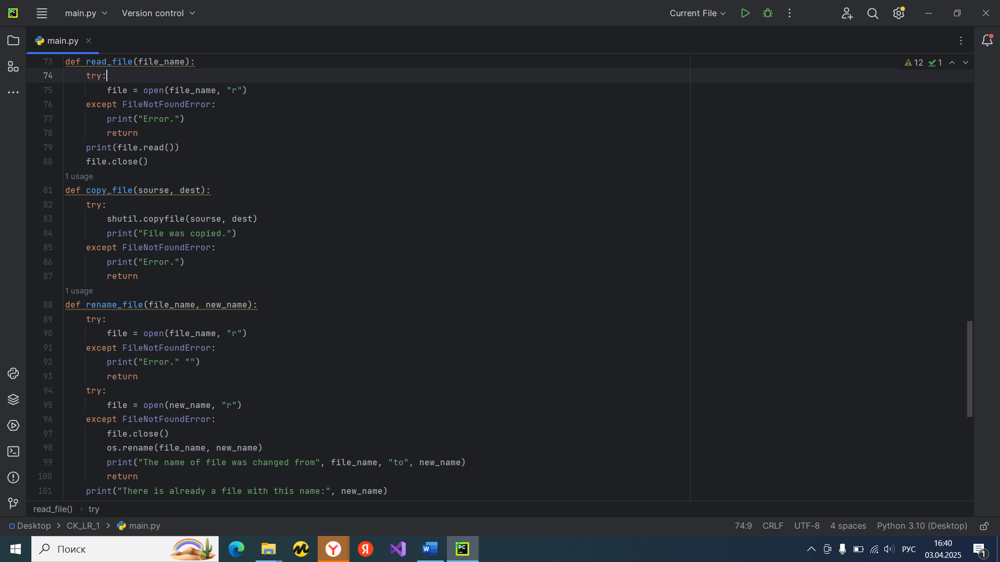 PC
main.py
Version control
Current File
main.py
12
1
73 def read_file(file_name):
74 try:
75 file = open(file_name, "r")
76 except FileNotFoundError:
77 print("Error.")
78 return
79 print(file.read())
80 file.close()
1 usage
81 def copy_file(sourse, dest):
82 try:
83 shutil.copyfile(sourse, dest)
84 print("File was copied.")
85 except FileNotFoundError:
86 print("Error.")
87 return
1 usage
88 def rename_file(file_name, new_name):
89 try:
90 file = open(file_name, "r")
91 except FileNotFoundError:
92 print("Error." "")
93 return
94 try:
95 file = open(new_name, "r")
96 except FileNotFoundError:
97 file.close()
98 os.rename(file_name, new_name)
99 print("The name of file was changed from", file_name, "to", new_name)
100 return
101 print("There is already a file with this name:", new_name)
read_file() › try
Desktop > CK_LR_1 > main.py
74:9 CRLF UTF-8 4 spaces Python 3.10 (Desktop)
Поиск
Y
Я
W
PC
РУС
16:40
03.04.2025
1